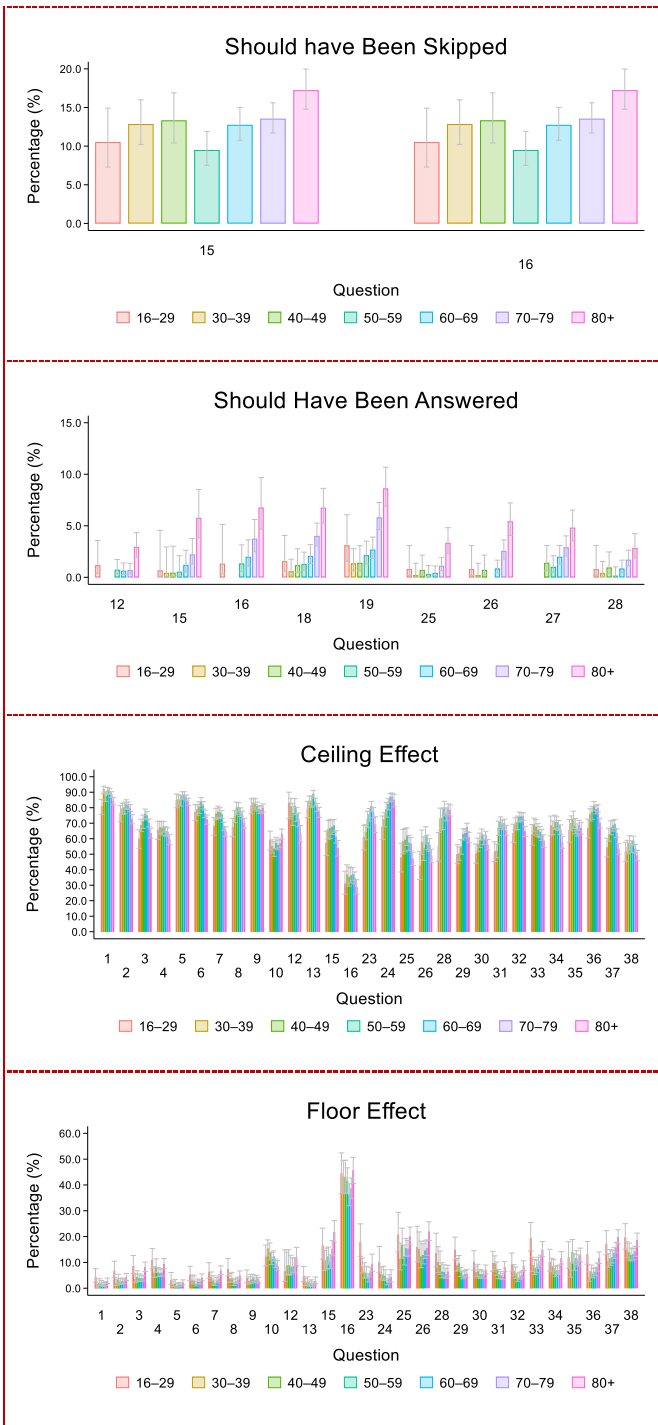 Should have Been Skipped
Percentage (%)
20.0
15.0
10.0
5.0
0.0
15
16
Question
16–29 30–39 40–49 50–59 60–69 70–79 80+
Should Have Been Answered
Percentage (%)
15.0
10.0
5.0
0.0
12 15 16 18 19 25 26 27 28
Question
16–29 30–39 40–49 50–59 60–69 70–79 80+
Ceiling Effect
Percentage (%)
100.0
90.0
80.0
70.0
60.0
50.0
40.0
30.0
20.0
10.0
0.0
1 3 5 7 9 12 15 23 25 28 30 32 34 36 38
2 4 6 8 10 13 16 24 26 29 31 33 35 37
Question
16–29 30–39 40–49 50–59 60–69 70–79 80+
Floor Effect
Percentage (%)
60.0
50.0
40.0
30.0
20.0
10.0
0.0
1 3 5 7 9 12 15 23 25 28 30 32 34 36 38
2 4 6 8 10 13 16 24 26 29 31 33 35 37
Question
16–29 30–39 40–49 50–59 60–69 70–79 80+